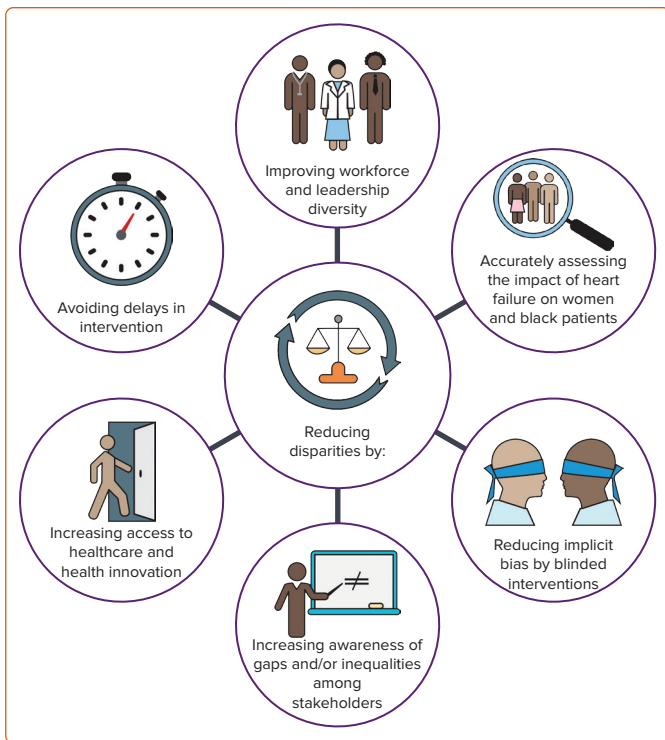 Improving workforce
and leadership
diversity
Accurately assessing
the impact of heart
failure on women
and black patients
Reducing implicit
bias by blinded
interventions
Increasing awareness of
gaps and/or inequalities
among
stakeholders
Increasing access to
healthcare and
health innovation
Avoiding delays in
intervention
Reducing
disparities by: